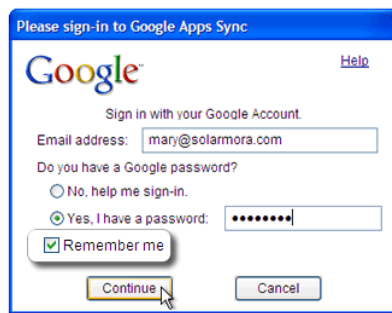 Please sign-in to Google Apps Sync
Google™
Help
Sign in with your Google Account.
Email address: mary@solarmora.com
Do you have a Google password?
No, help me sign-in.
Yes, I have a password: ••••••••
Remember me
Continue Cancel